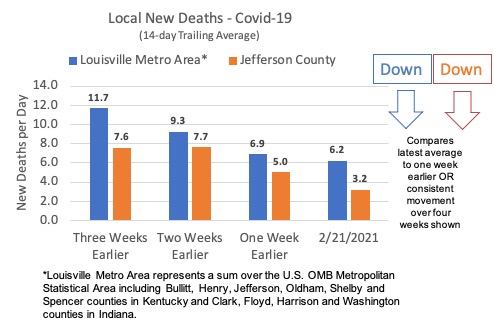 Local New Deaths - Covid-19
(14-day Trailing Average)
Louisville Metro Area* Jefferson County
New Deaths per Day
14.0
12.0
10.0
8.0
6.0
4.0
2.0
0.0
11.7
7.6
9.3
7.7
6.9
5.0
6.2
3.2
Three Weeks
Earlier
Two Weeks
Earlier
One Week
Earlier
2/21/2021
Down
Down
Compares
latest average
to one week
earlier OR
consistent
movement
over four
weeks shown
*Louisville Metro Area represents a sum over the U.S. OMB Metropolitan
Statistical Area including Bullitt, Henry, Jefferson, Oldham, Shelby and
Spencer counties in Kentucky and Clark, Floyd, Harrison and Washington
counties in Indiana.